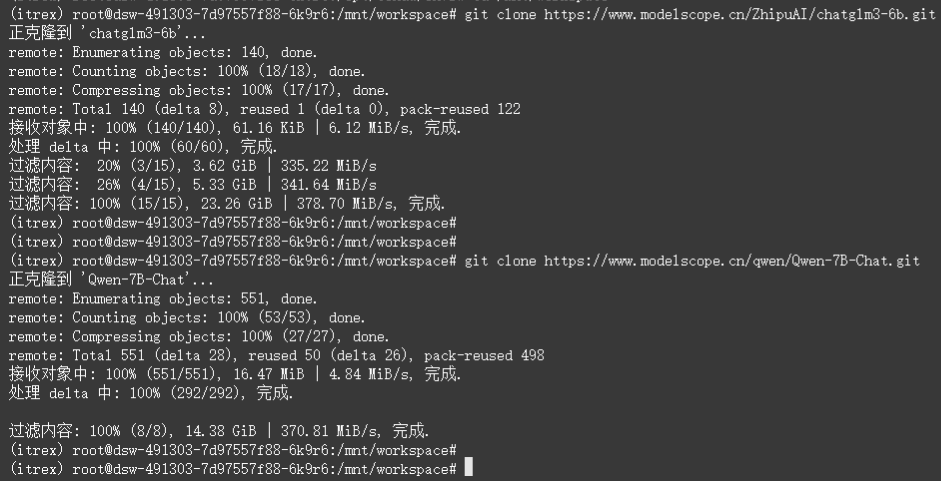 (itrex) root@dsw-491303-7d97557f88-6k9r6:/mnt/workspace# git clone https://www.modelscope.cn/ZhipuAI/chatglm3-6b.git
正克隆到 'chatglm3-6b'...
remote: Enumerating objects: 140, done.
remote: Counting objects: 100% (18/18), done.
remote: Compressing objects: 100% (17/17), done.
remote: Total 140 (delta 8), reused 1 (delta 0), pack-reused 122
接收对象中: 100% (140/140), 61.16 KiB | 6.12 MiB/s, 完成.
处理 delta 中: 100% (60/60), 完成.
过滤内容:  20% (3/15), 3.62 GiB | 335.22 MiB/s
过滤内容:  26% (4/15), 5.33 GiB | 341.64 MiB/s
过滤内容: 100% (15/15), 23.26 GiB | 378.70 MiB/s, 完成.
(itrex) root@dsw-491303-7d97557f88-6k9r6:/mnt/workspace#
(itrex) root@dsw-491303-7d97557f88-6k9r6:/mnt/workspace#
(itrex) root@dsw-491303-7d97557f88-6k9r6:/mnt/workspace# git clone https://www.modelscope.cn/qwen/Qwen-7B-Chat.git
正克隆到 'Qwen-7B-Chat'...
remote: Enumerating objects: 551, done.
remote: Counting objects: 100% (53/53), done.
remote: Compressing objects: 100% (27/27), done.
remote: Total 551 (delta 28), reused 50 (delta 26), pack-reused 498
接收对象中: 100% (551/551), 16.47 MiB | 4.84 MiB/s, 完成.
处理 delta 中: 100% (292/292), 完成.
过滤内容: 100% (8/8), 14.38 GiB | 370.81 MiB/s, 完成.
(itrex) root@dsw-491303-7d97557f88-6k9r6:/mnt/workspace#
(itrex) root@dsw-491303-7d97557f88-6k9r6:/mnt/workspace#